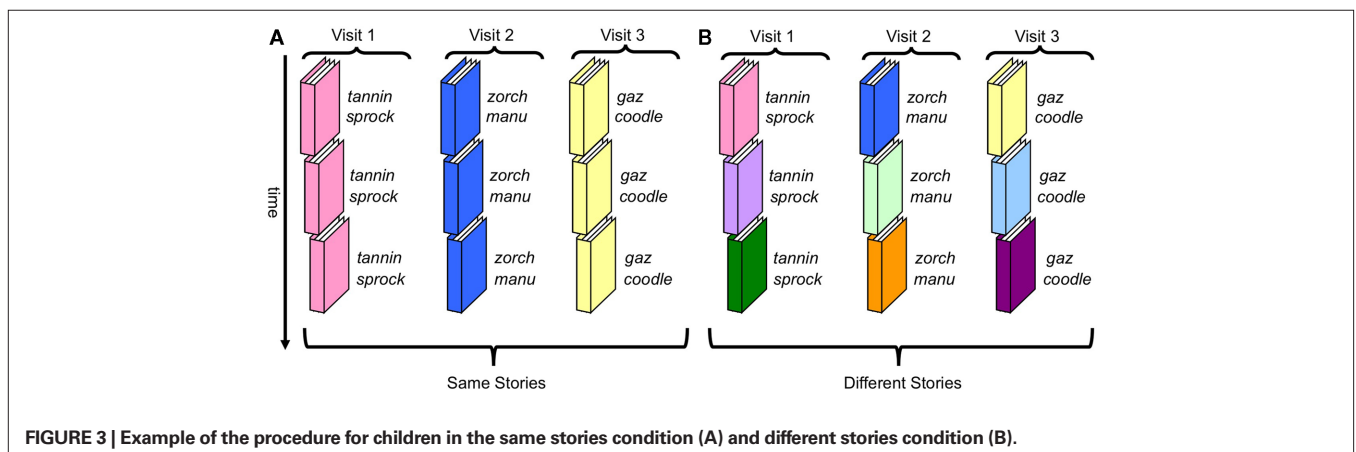 A
Visit 1
Visit 2
Visit 3
B
Visit 1
Visit 2
Visit 3
time
tannin
sprock
zorch
manu
gaz
coodle
tannin
sprock
zorch
manu
gaz
coodle
tannin
sprock
zorch
manu
gaz
coodle
tannin
sprock
zorch
manu
gaz
coodle
tannin
sprock
zorch
manu
gaz
coodle
tannin
sprock
zorch
manu
gaz
coodle
Same Stories
Different Stories
FIGURE 3 | Example of the procedure for children in the same stories condition (A) and different stories condition (B).